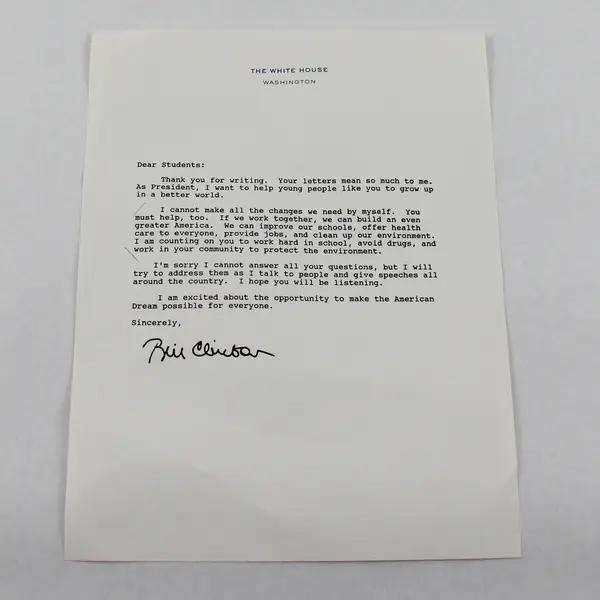 THE WHITE HOUSE
WASHINGTON
Dear Students:
Thank you for writing. Your letters mean so much to me.
As President, I want to help young people like you to grow up
in a better world.
I cannot make all the changes we need by myself. You
must help, too. If we work together, we can build an even
greater America. We can improve our schools, offer health
care to everyone, provide jobs, and clean up our environment.
I am counting on you to work hard in school, avoid drugs, and
work in your community to protect the environment.
I'm sorry I cannot answer all your questions, but I will
try to address them as I talk to people and give speeches all
around the country. I hope you will be listening.
I am excited about the opportunity to make the American
Dream possible for everyone.
Sincerely,
Bill Clinton